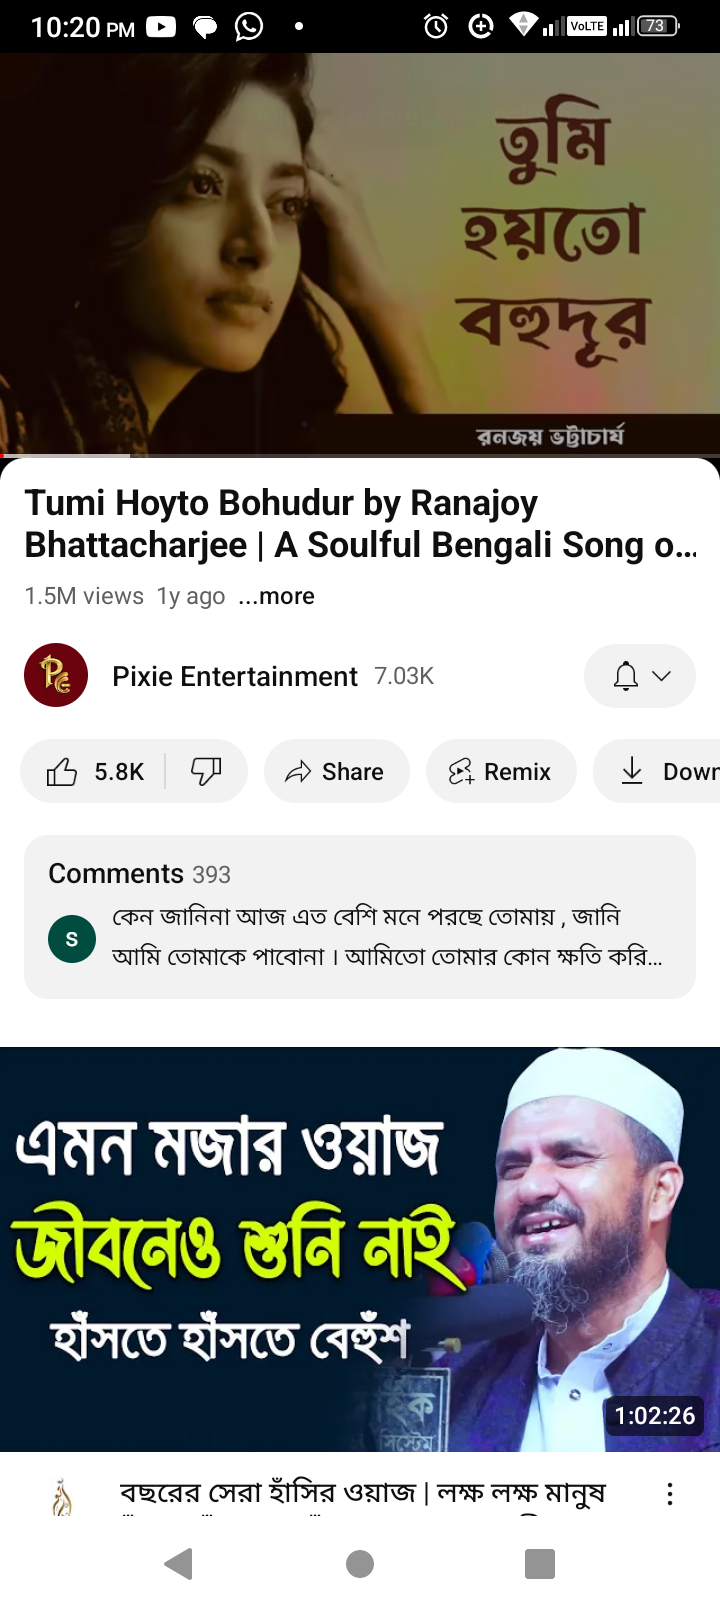 10:20 PM
VoLTE
73
তুমি
হয়তো
বহুদূর
রনজয় ভট্টাচার্য
Tumi Hoyto Bohudur by Ranajoy
Bhattacharjee | A Soulful Bengali Song o...
1.5M views 1y ago ...more
Pixie Entertainment 7.03K
5.8K
Share
Remix
Down
Comments 393
S
কেন জানিনা আজ এত বেশি মনে পরছে তোমায় , জানি
আমি তোমাকে পাবোনা । আমিতো তোমার কোন ক্ষতি করি...
এমন মজার ওয়াজ
জীবনেও শুনি নাই
হাঁসতে হাঁসতে বেহুঁশ
সিস্টেম
1:02:26
বছরের সেরা হাঁসির ওয়াজ | লক্ষ লক্ষ মানুষ